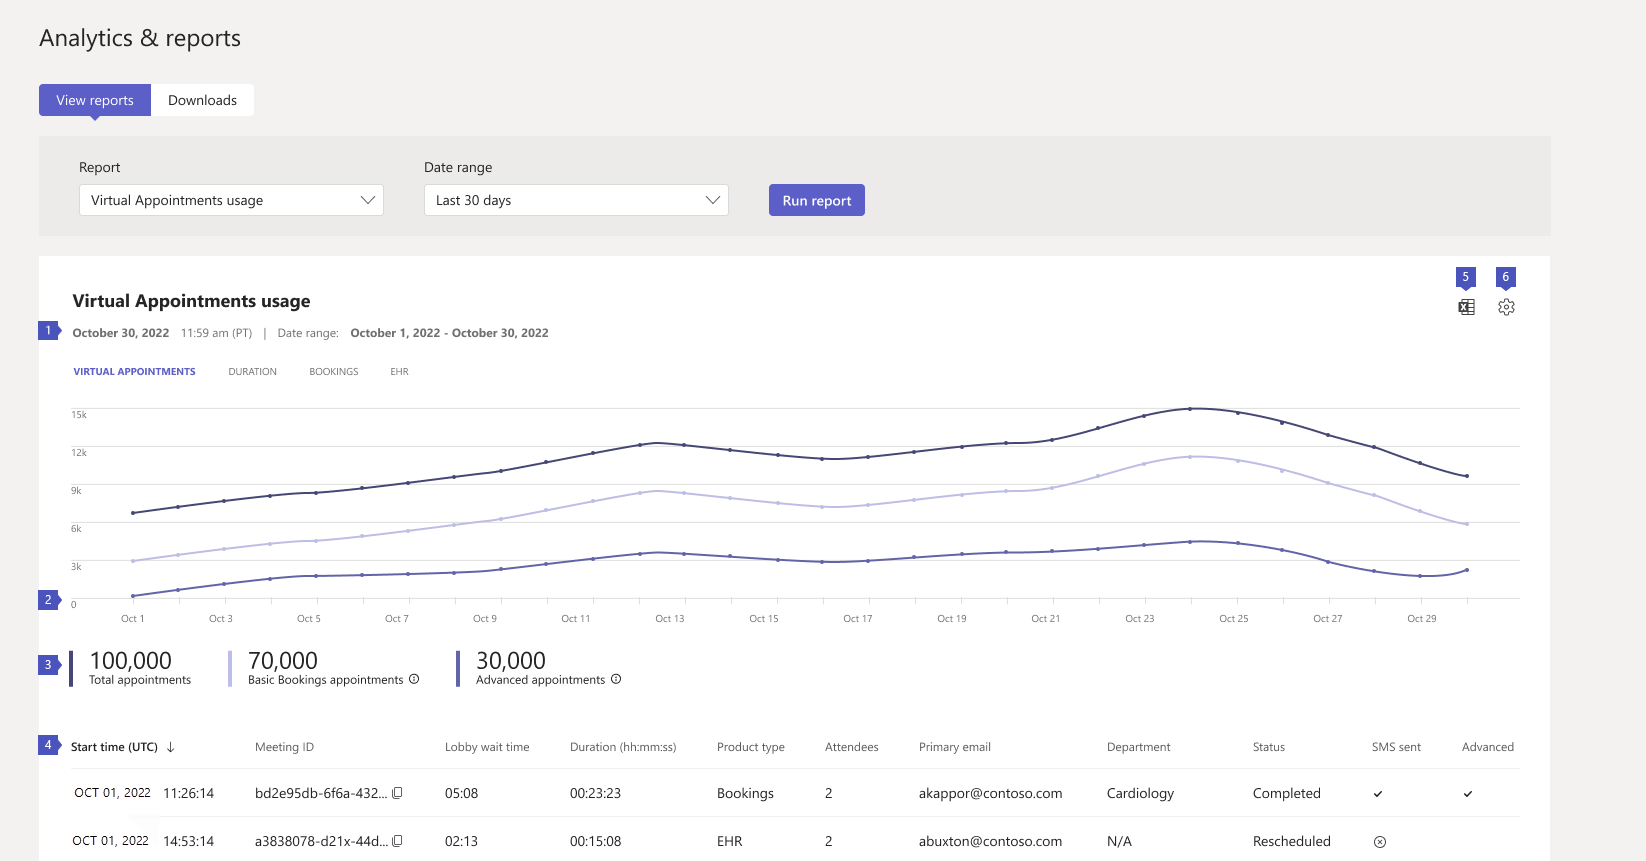 Analytics & reports
View reports Downloads
Report Date range
Virtual Appointments usage Last 30 days Run report
5 6
Virtual Appointments usage
1 October 30, 2022 11:59 am (PT) | Date range: October 1, 2022 - October 30, 2022
VIRTUAL APPOINTMENTS DURATION BOOKINGS EHR
15k
12k
9k
6k
3k
2 0
Oct 1 Oct 3 Oct 5 Oct 7 Oct 9 Oct 11 Oct 13 Oct 15 Oct 17 Oct 19 Oct 21 Oct 23 Oct 25 Oct 27 Oct 29
3 100,000 70,000 30,000
Total appointments Basic Bookings appointments Advanced appointments
4 Start time (UTC) Meeting ID Lobby wait time Duration (hh:mm:ss) Product type Attendees Primary email Department Status SMS sent Advanced
OCT 01, 2022 11:26:14 bd2e95db-6f6a-432... 05:08 00:23:23 Bookings 2 akappor@contoso.com Cardiology Completed
OCT 01, 2022 14:53:14 a3838078-d21x-44d... 02:13 00:15:08 EHR 2 abuxton@contoso.com N/A Rescheduled